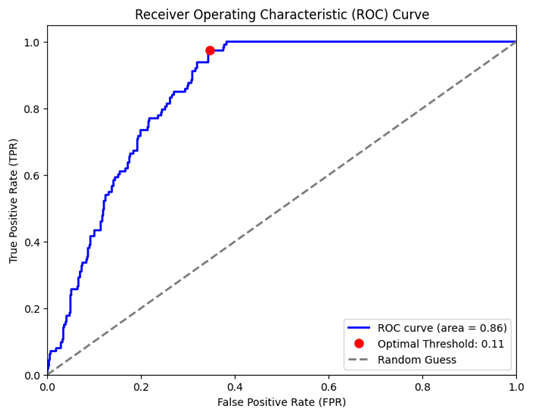 Receiver Operating Characteristic (ROC) Curve
1.0
0.8
0.6
0.4
0.2
0.0
True Positive Rate (TPR)
ROC curve (area = 0.86)
Optimal Threshold: 0.11
Random Guess
0.0 0.2 0.4 0.6 0.8 1.0
False Positive Rate (FPR)